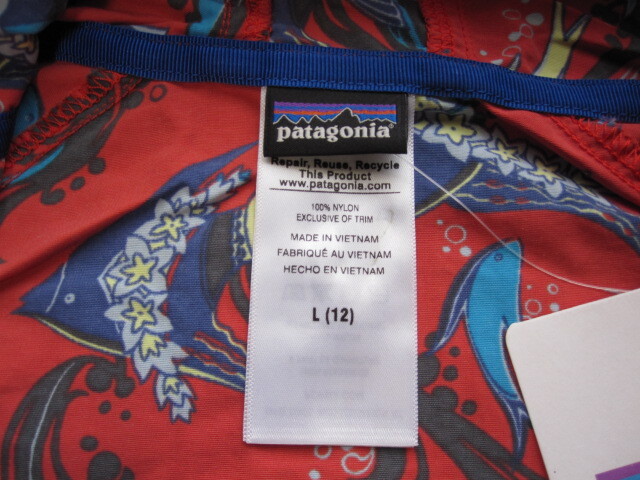 patagonia
Repair, Reuse, Recycle
This Product
www.patagonia.com
100% NYLON
EXCLUSIVE OF TRIM
MADE IN VIETNAM
FABRIQUÉ AU VIETNAM
HECHO EN VIETNAM
L (12)